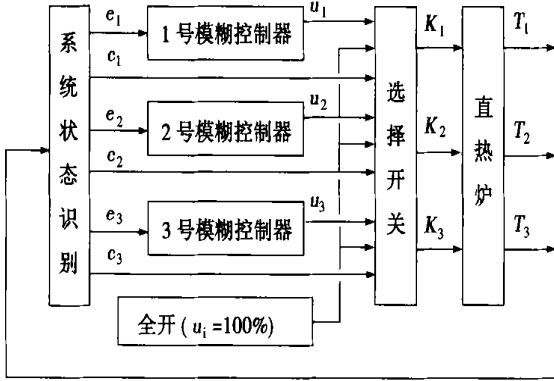 系统状态识别
e₁
1号模糊控制器
u₁
c₁
e₂
2号模糊控制器
u₂
c₂
e₃
3号模糊控制器
u₃
c₃
全开 ( uᵢ =100%)
选择开关
K₁
K₂
K₃
直热炉
T₁
T₂
T₃